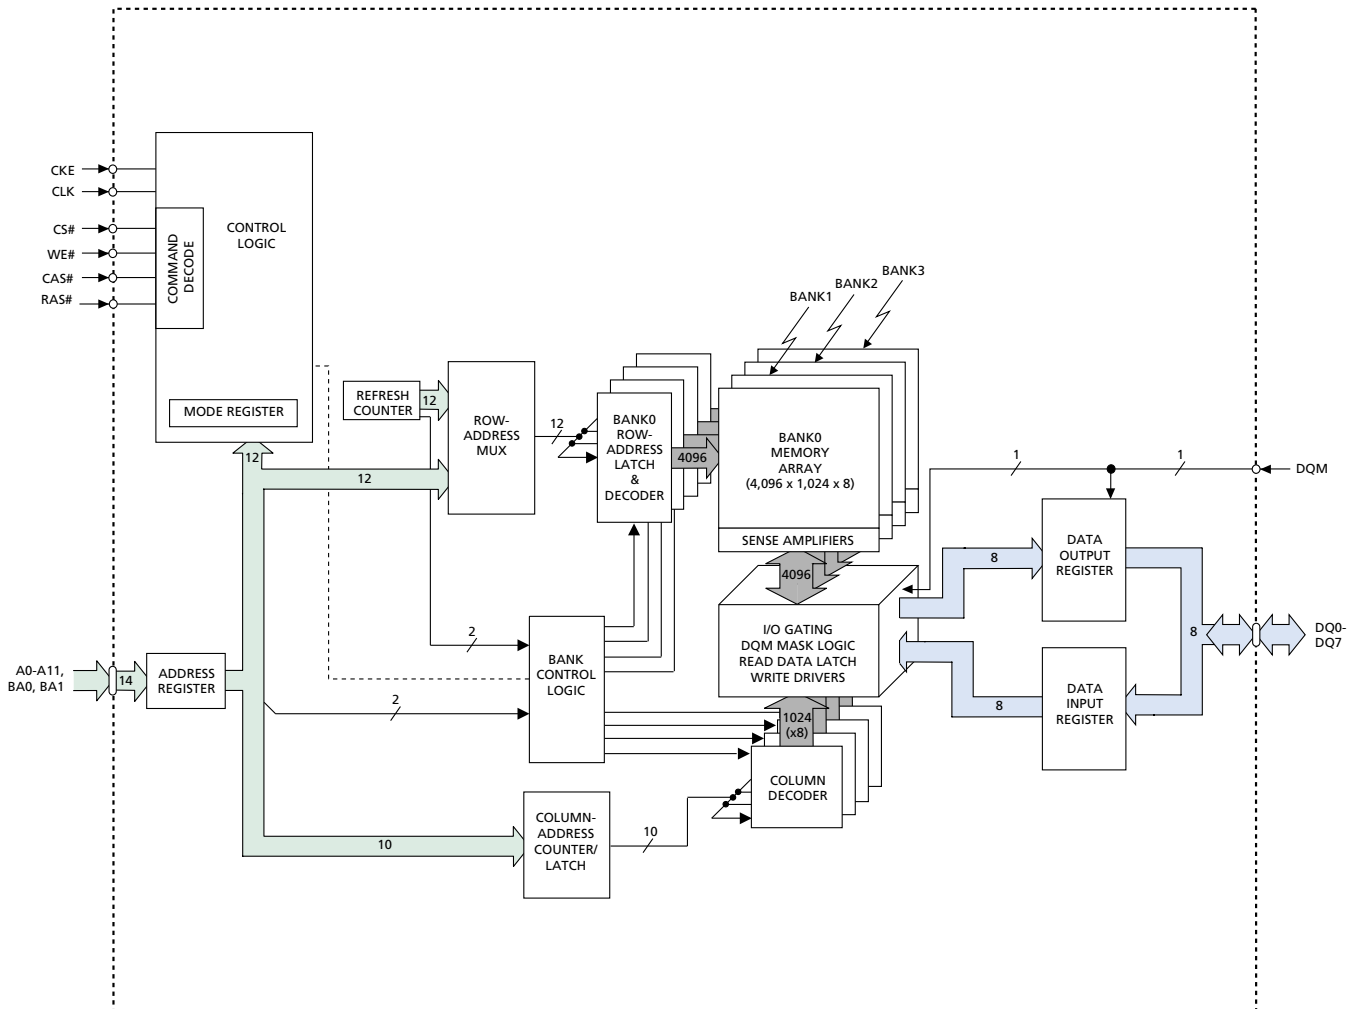 CKE
CLK
CS#
WE#
CAS#
RAS#
COMMAND
DECODE
CONTROL
LOGIC
MODE REGISTER
BANK1
BANK2
BANK3
REFRESH
COUNTER
12
ROW-
ADDRESS
MUX
12
BANK0
ROW-
ADDRESS
LATCH
&
DECODER
4096
BANK0
MEMORY
ARRAY
(4,096 x 1,024 x 8)
SENSE AMPLIFIERS
12
12
1
1
DQM
4096
8
DATA
OUTPUT
REGISTER
I/O GATING
DQM MASK LOGIC
READ DATA LATCH
WRITE DRIVERS
8
DQ0-
DQ7
2
BANK
CONTROL
LOGIC
A0-A11,
BA0, BA1
14
ADDRESS
REGISTER
2
8
DATA
INPUT
REGISTER
1024
(x8)
COLUMN
DECODER
10
COLUMN-
ADDRESS
COUNTER/
LATCH
10